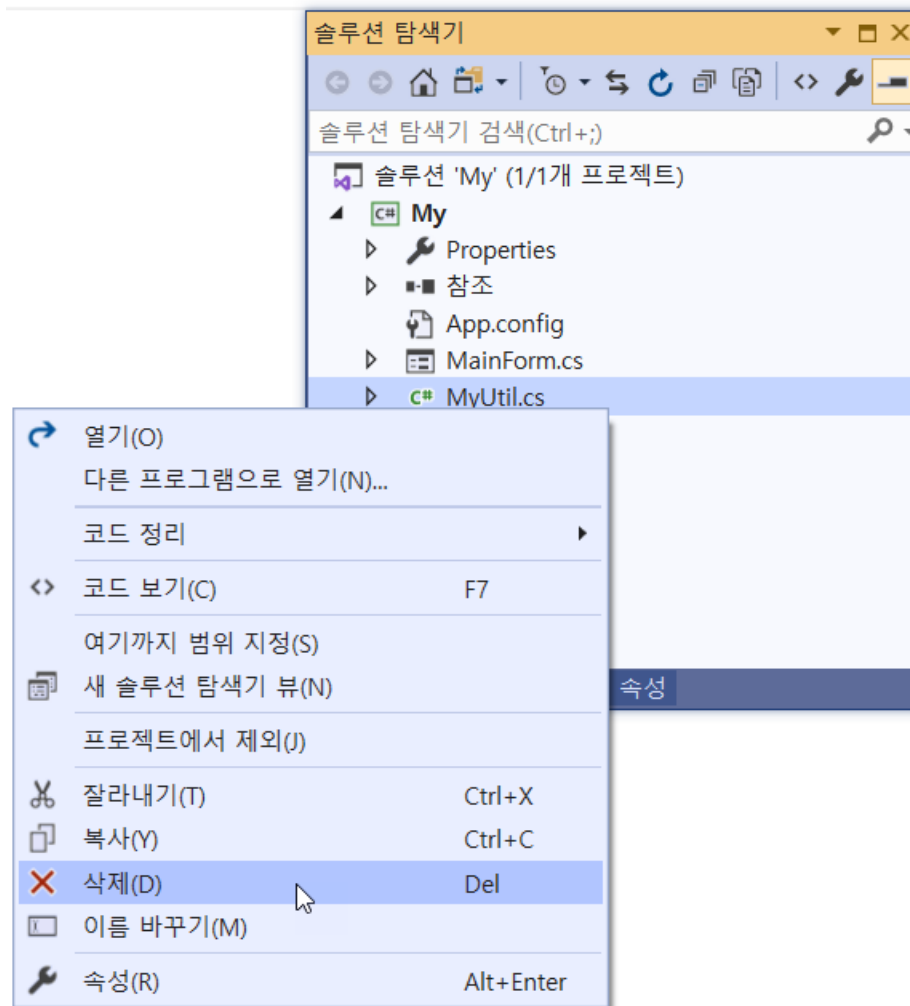 솔루션 탐색기
솔루션 탐색기 검색(Ctrl+;)
솔루션 'My' (1/1개 프로젝트)
C# My
Properties
참조
App.config
MainForm.cs
C# MyUtil.cs
열기(O)
다른 프로그램으로 열기(N)...
코드 정리
코드 보기(C) F7
여기까지 범위 지정(S)
새 솔루션 탐색기 뷰(N)
속성
프로젝트에서 제외(J)
잘라내기(T) Ctrl+X
복사(Y) Ctrl+C
삭제(D) Del
이름 바꾸기(M)
속성(R) Alt+Enter